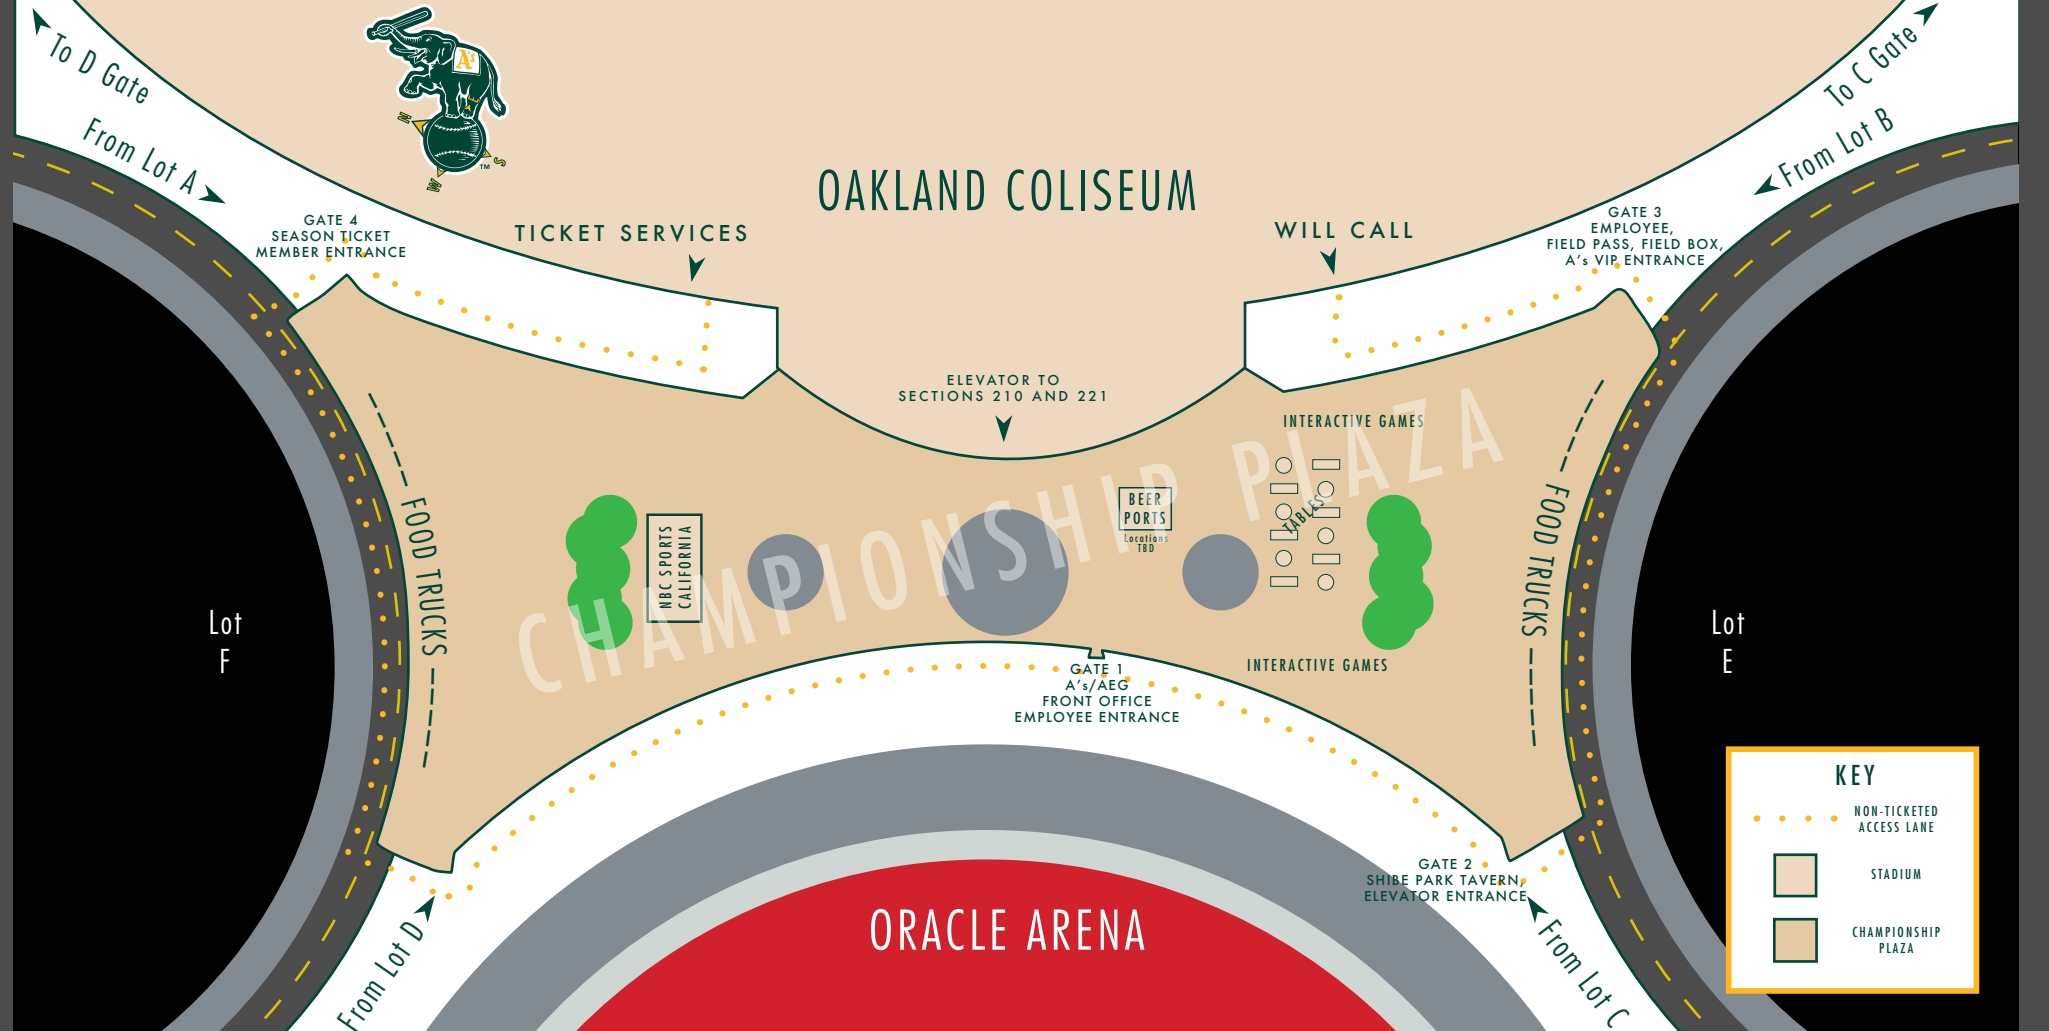 To D Gate
From Lot A
A's
N
S
W
E
TM
OAKLAND COLISEUM
To C Gate
From Lot B
GATE 4
SEASON TICKET
MEMBER ENTRANCE
TICKET SERVICES
WILL CALL
GATE 3
EMPLOYEE,
FIELD PASS, FIELD BOX,
A's VIP ENTRANCE
ELEVATOR TO
SECTIONS 210 AND 221
CHAMPIONSHIP PLAZA
INTERACTIVE GAMES
FOOD TRUCKS
NBC SPORTS
CALIFORNIA
BEER
PORTS
Locations
TBD
TABLES
FOOD TRUCKS
Lot
F
Lot
E
INTERACTIVE GAMES
GATE 1
A's/AEG
FRONT OFFICE
EMPLOYEE ENTRANCE
GATE 2
SHIBE PARK TAVERN,
ELEVATOR ENTRANCE
From Lot D
ORACLE ARENA
From Lot C
KEY
NON-TICKETED
ACCESS LANE
STADIUM
CHAMPIONSHIP
PLAZA